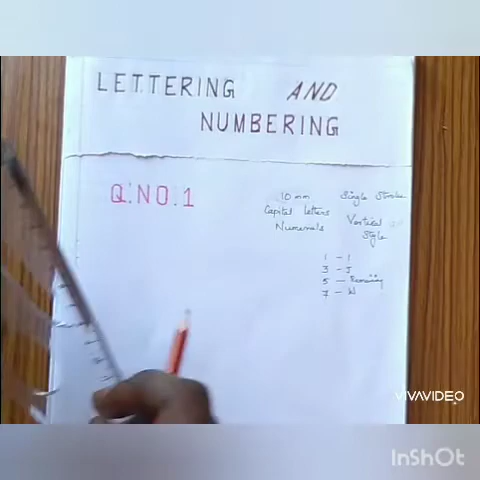 LETTERING AND
NUMBERING
Q.NO.1
10 mm Single Stroke
Capital letters Vertical
Numerals Style
1 - 1
3 - J
5 - Remaining
7 - W
VIVAVIDEO
InShOt